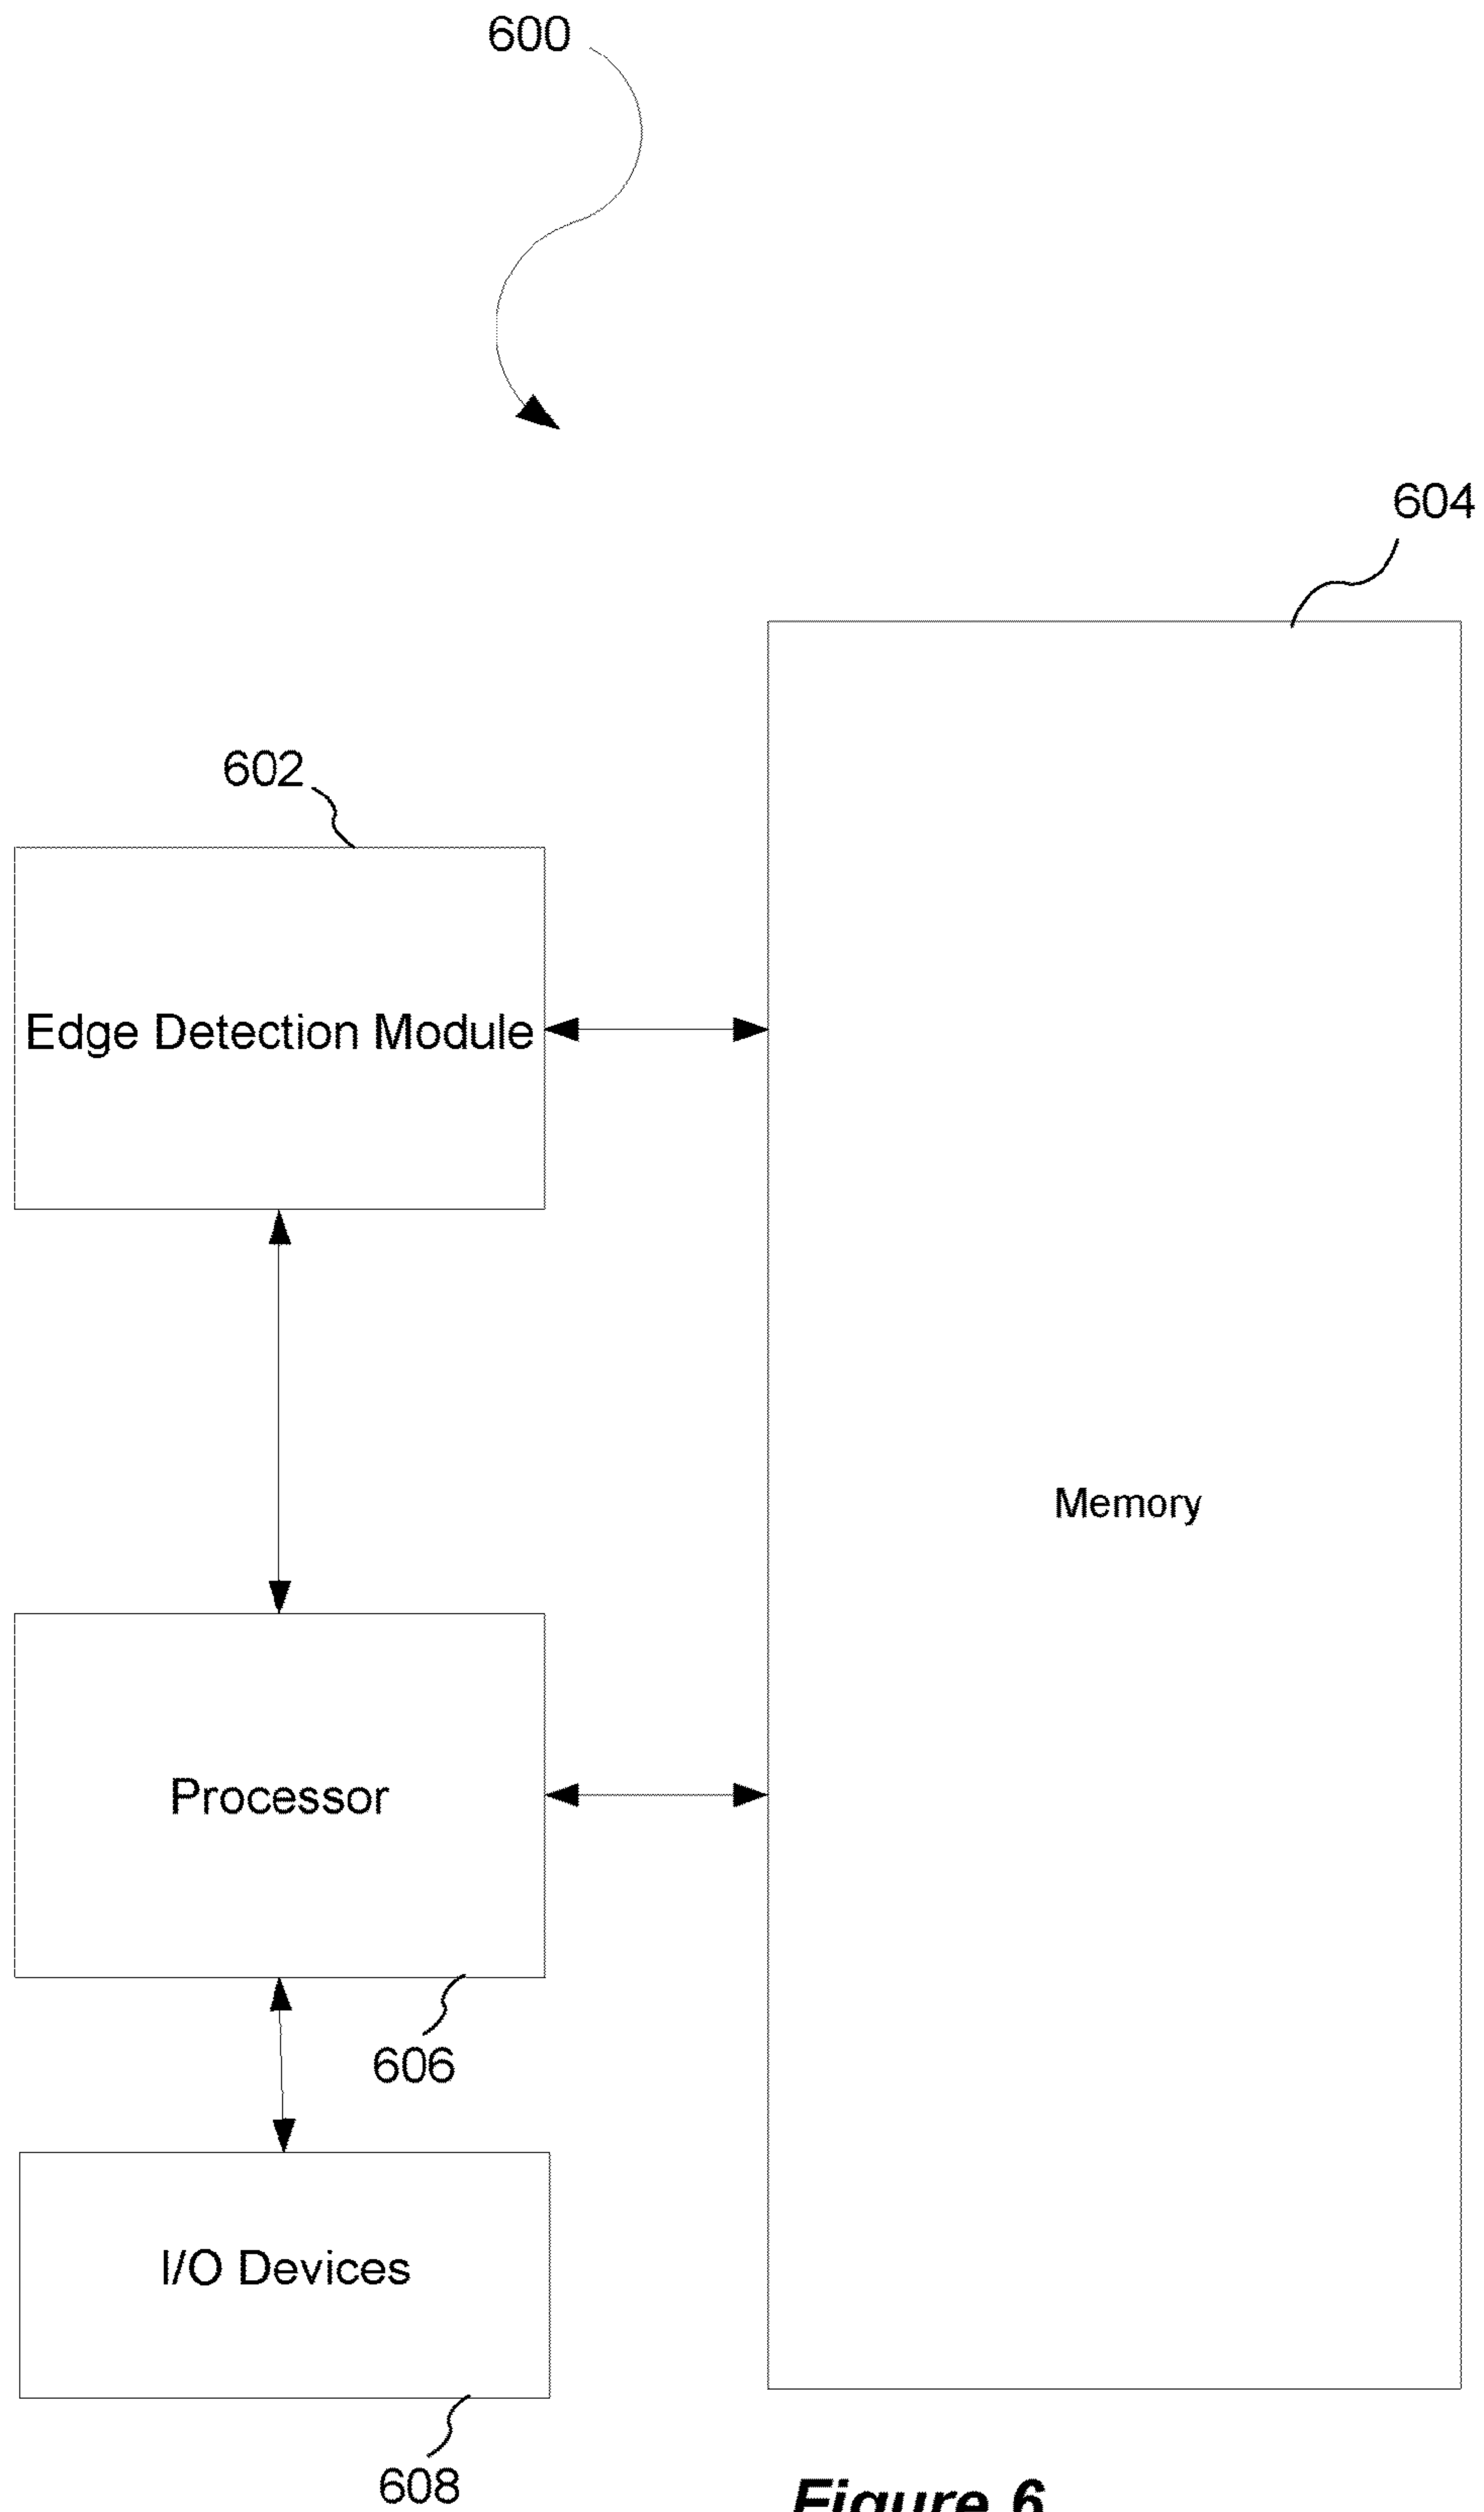 600
604
602
Edge Detection Module
Memory
Processor
606
I/O Devices
608
Figure 6